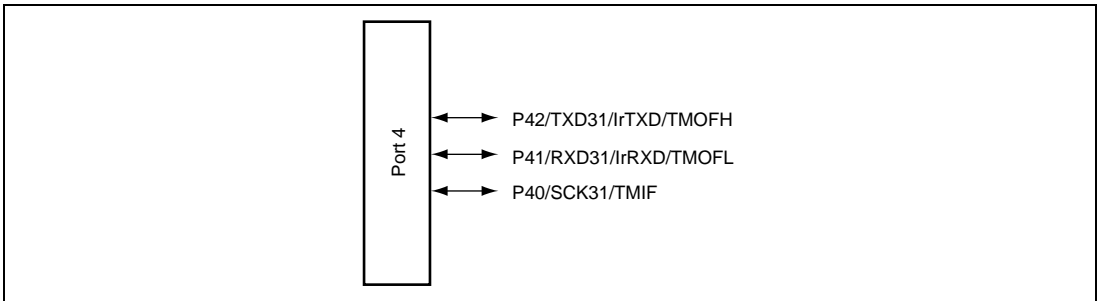 Port 4
P42/TXD31/IrTXD/TMOFH
P41/RXD31/IrRXD/TMOFL
P40/SCK31/TMIF